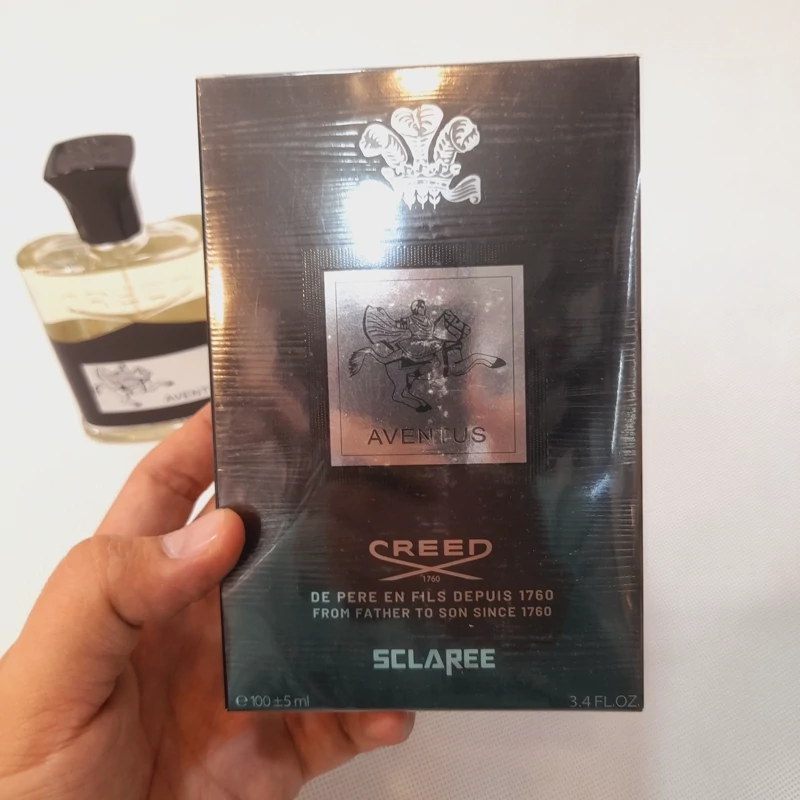 AVENTUS
CREED
1760
DE PERE EN FILS DEPUIS 1760
FROM FATHER TO SON SINCE 1760
SCLAREE
℮ 100 ±5 ml
3.4 FL.OZ.